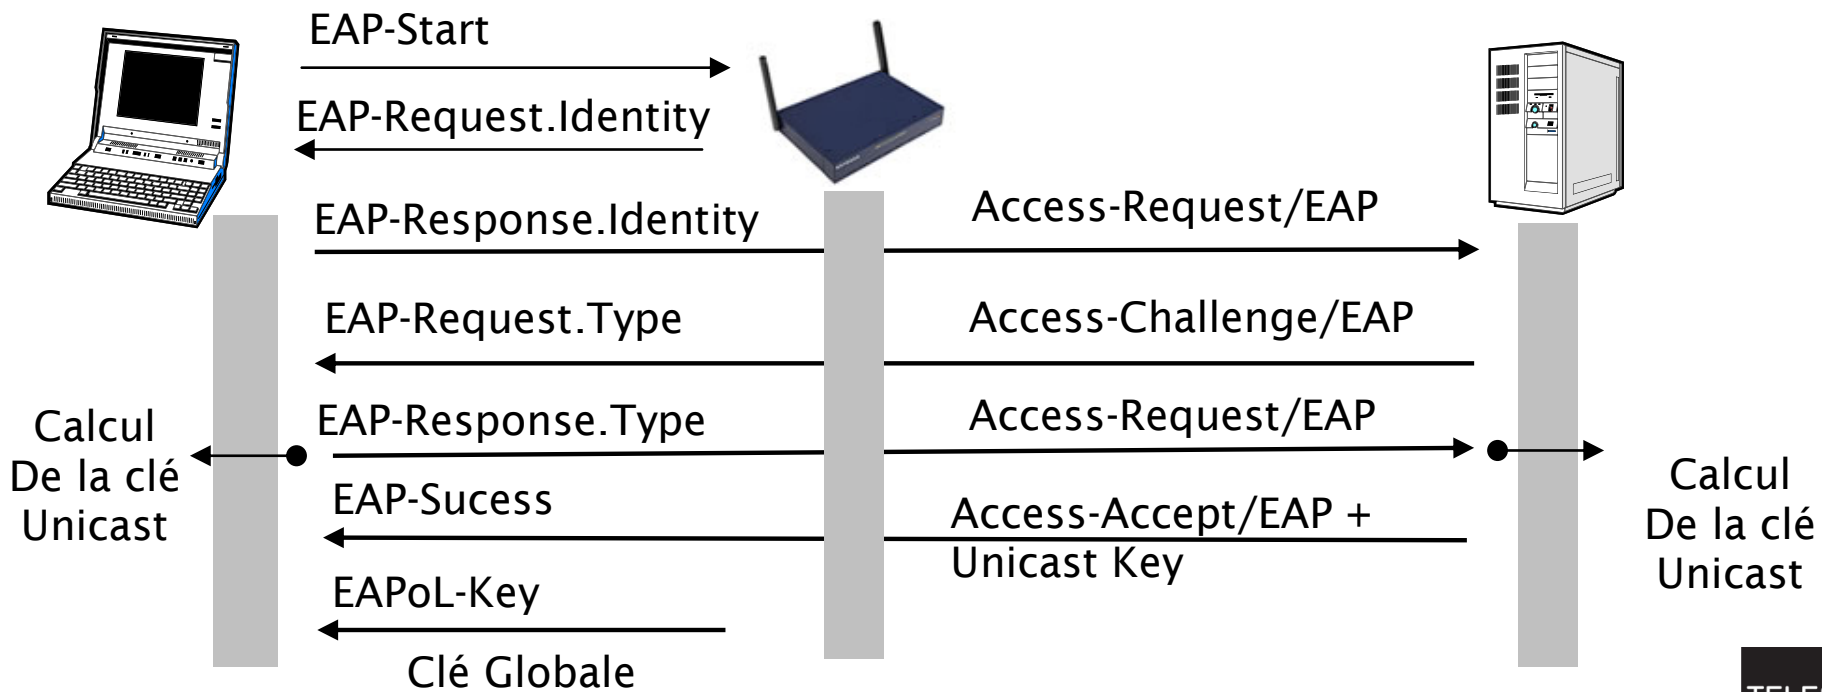 EAP-Start
EAP-Request.Identity
EAP-Response.Identity
Access-Request/EAP
EAP-Request.Type
Access-Challenge/EAP
EAP-Response.Type
Access-Request/EAP
Calcul
De la clé
Unicast
EAP-Sucess
Access-Accept/EAP +
Unicast Key
Calcul
De la clé
Unicast
EAPoL-Key
Clé Globale